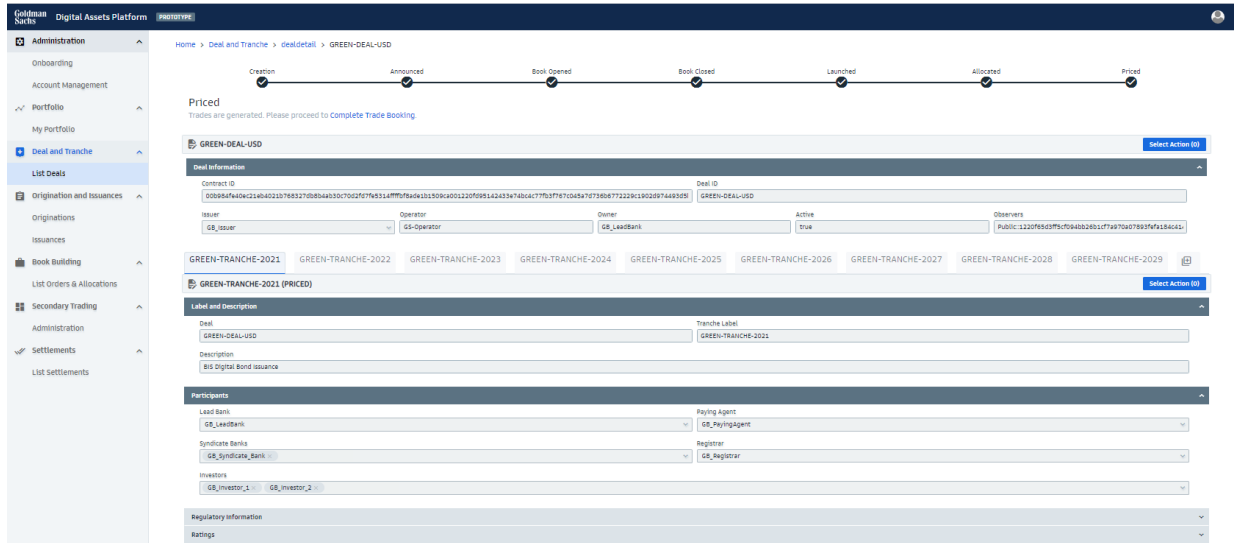 Goldman Sachs Digital Assets Platform PROTOTYPE
Administration
Onboarding
Account Management
Portfolio
My Portfolio
Deal and Tranche
List Deals
Origination and Issuances
Originations
Issuances
Book Building
List Orders & Allocations
Secondary Trading
Administration
Settlements
List Settlements
Home > Deal and Tranche > dealdetail > GREEN-DEAL-USD
Creation Announced Book Opened Book Closed Launched Allocated Priced
Priced
Trades are generated. Please proceed to Complete Trade Booking
GREEN-DEAL-USD Select Action (0)
Deal Information
Contract ID Deal ID
GREEN-DEAL-USD
Issuer Operator Owner Active Observers
GB_Issuer GS-Operator GB_LeadBank true
GREEN-TRANCHE-2021 GREEN-TRANCHE-2022 GREEN-TRANCHE-2023 GREEN-TRANCHE-2024 GREEN-TRANCHE-2025 GREEN-TRANCHE-2026 GREEN-TRANCHE-2027 GREEN-TRANCHE-2028 GREEN-TRANCHE-2029
GREEN-TRANCHE-2021 (PRICED) Select Action (0)
Label and Description
Deal Tranche Label
GREEN-DEAL-USD GREEN-TRANCHE-2021
Description
BIS Digital Bond Issuance
Participants
Lead Bank Paying Agent
GB_LeadBank GB_PayingAgent
Syndicate Banks Registrar
GB_Syndicate_Bank × GB_Registrar
Investors
GB_Investor_1 × GB_Investor_2 ×
Regulatory Information
Ratings